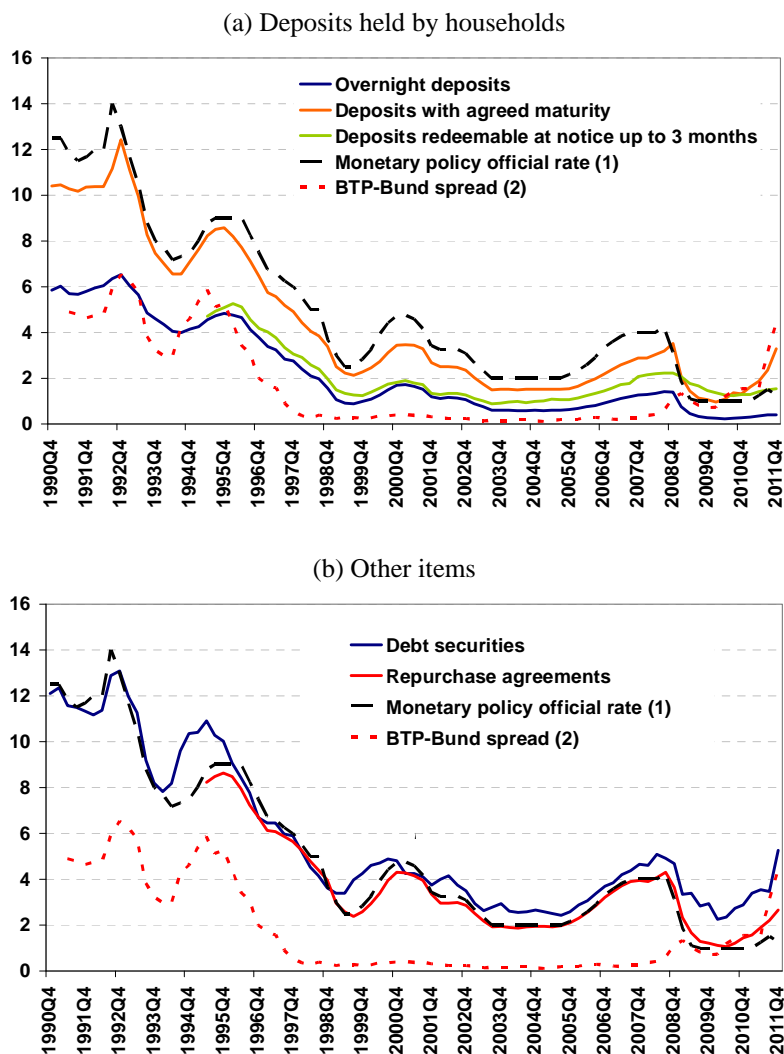 (a) Deposits held by households
16
14
12
10
8
6
4
2
0
Overnight deposits
Deposits with agreed maturity
Deposits redeemable at notice up to 3 months
Monetary policy official rate (1)
BTP-Bund spread (2)
1990Q4
1991Q4
1992Q4
1993Q4
1994Q4
1995Q4
1996Q4
1997Q4
1998Q4
1999Q4
2000Q4
2001Q4
2002Q4
2003Q4
2004Q4
2005Q4
2006Q4
2007Q4
2008Q4
2009Q4
2010Q4
2011Q4
(b) Other items
16
14
12
10
8
6
4
2
0
Debt securities
Repurchase agreements
Monetary policy official rate (1)
BTP-Bund spread (2)
1990Q4
1991Q4
1992Q4
1993Q4
1994Q4
1995Q4
1996Q4
1997Q4
1998Q4
1999Q4
2000Q4
2001Q4
2002Q4
2003Q4
2004Q4
2005Q4
2006Q4
2007Q4
2008Q4
2009Q4
2010Q4
2011Q4